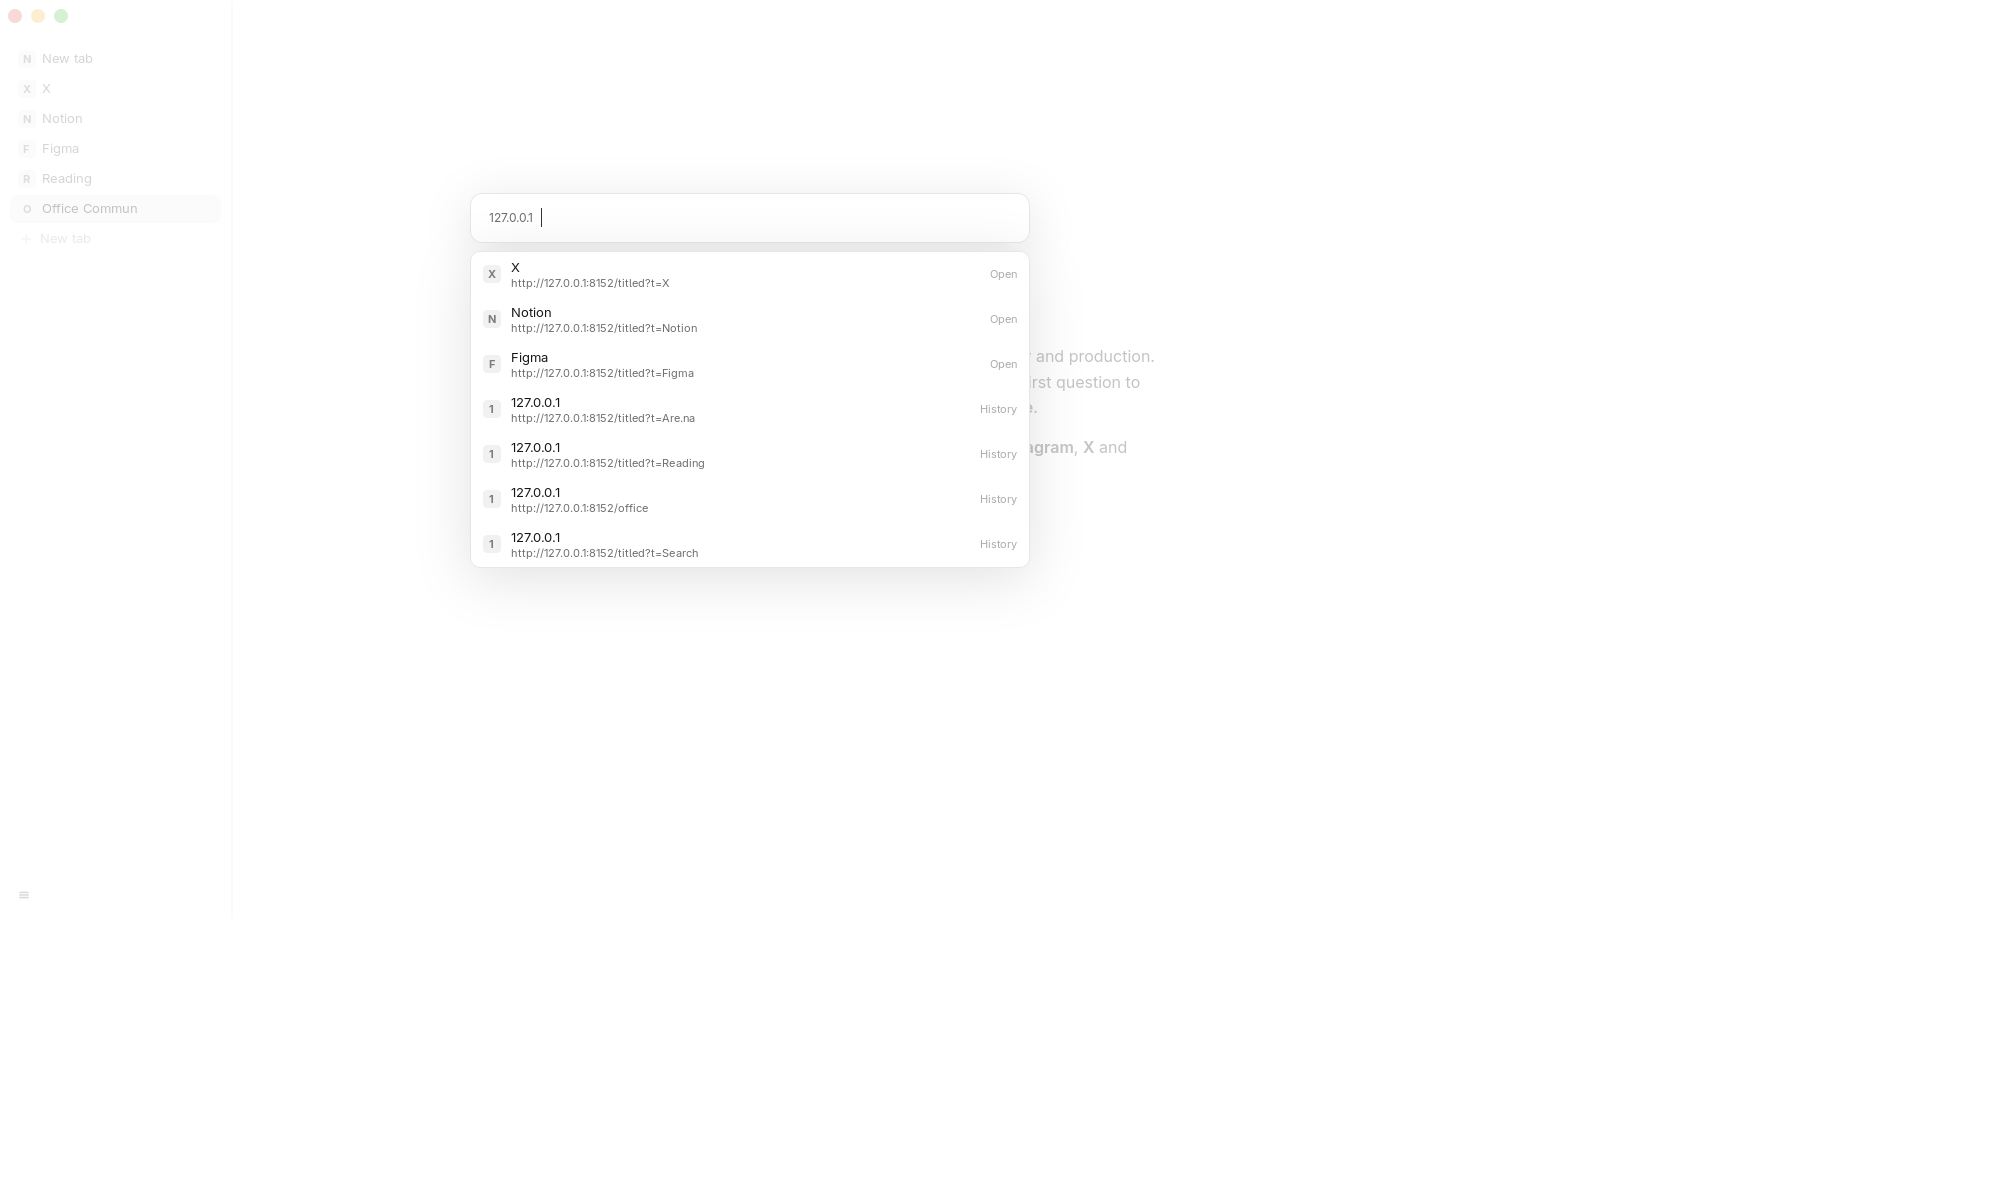 N New tab
X X
N Notion
F Figma
R Reading
O Office Commun
+ New tab
127.0.0.1
X X
http://127.0.0.1:8152/titled?t=X
Open
N Notion
http://127.0.0.1:8152/titled?t=Notion
Open
F Figma
http://127.0.0.1:8152/titled?t=Figma
Open
1 127.0.0.1
http://127.0.0.1:8152/titled?t=Are.na
History
1 127.0.0.1
http://127.0.0.1:8152/titled?t=Reading
History
1 127.0.0.1
http://127.0.0.1:8152/office
History
1 127.0.0.1
http://127.0.0.1:8152/titled?t=Search
History
and production.
question to
X and